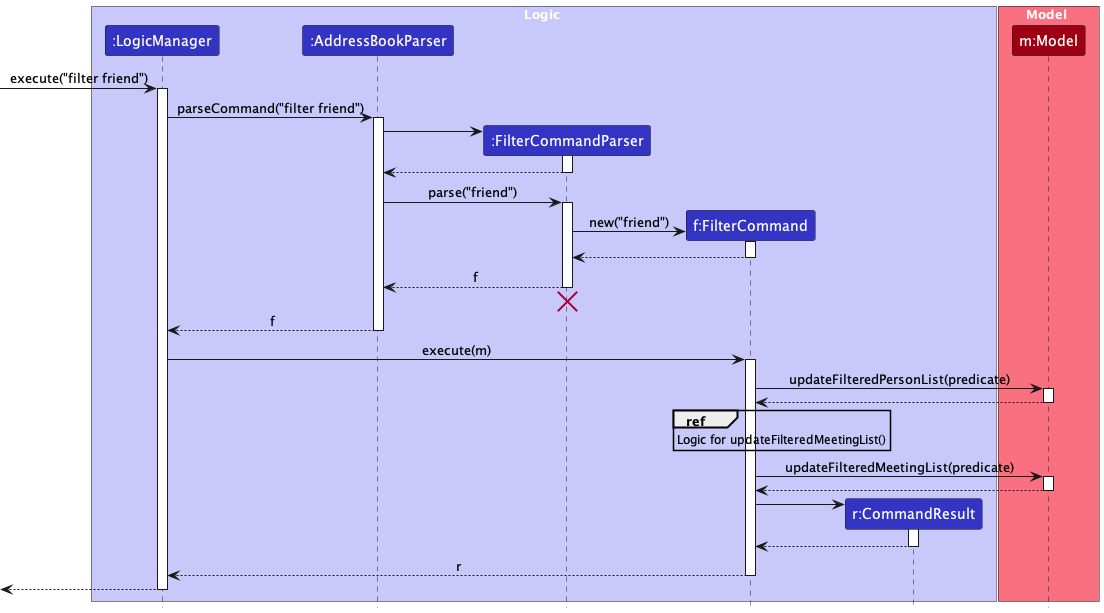 Logic
Model
:LogicManager
:AddressBookParser
m:Model
execute("filter friend")
parseCommand("filter friend")
:FilterCommandParser
parse("friend")
new("friend")
f:FilterCommand
f
f
execute(m)
updateFilteredPersonList(predicate)
ref
Logic for updateFilteredMeetingList()
updateFilteredMeetingList(predicate)
r:CommandResult
r